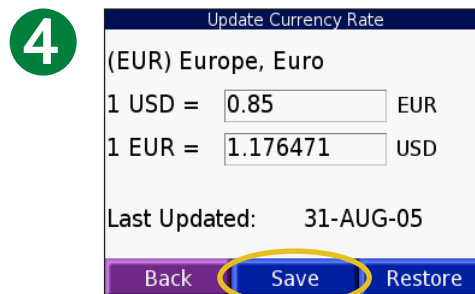 4
Update Currency Rate
(EUR) Europe, Euro
1 USD = 0.85 EUR
1 EUR = 1.176471 USD
Last Updated: 31-AUG-05
Back Save Restore